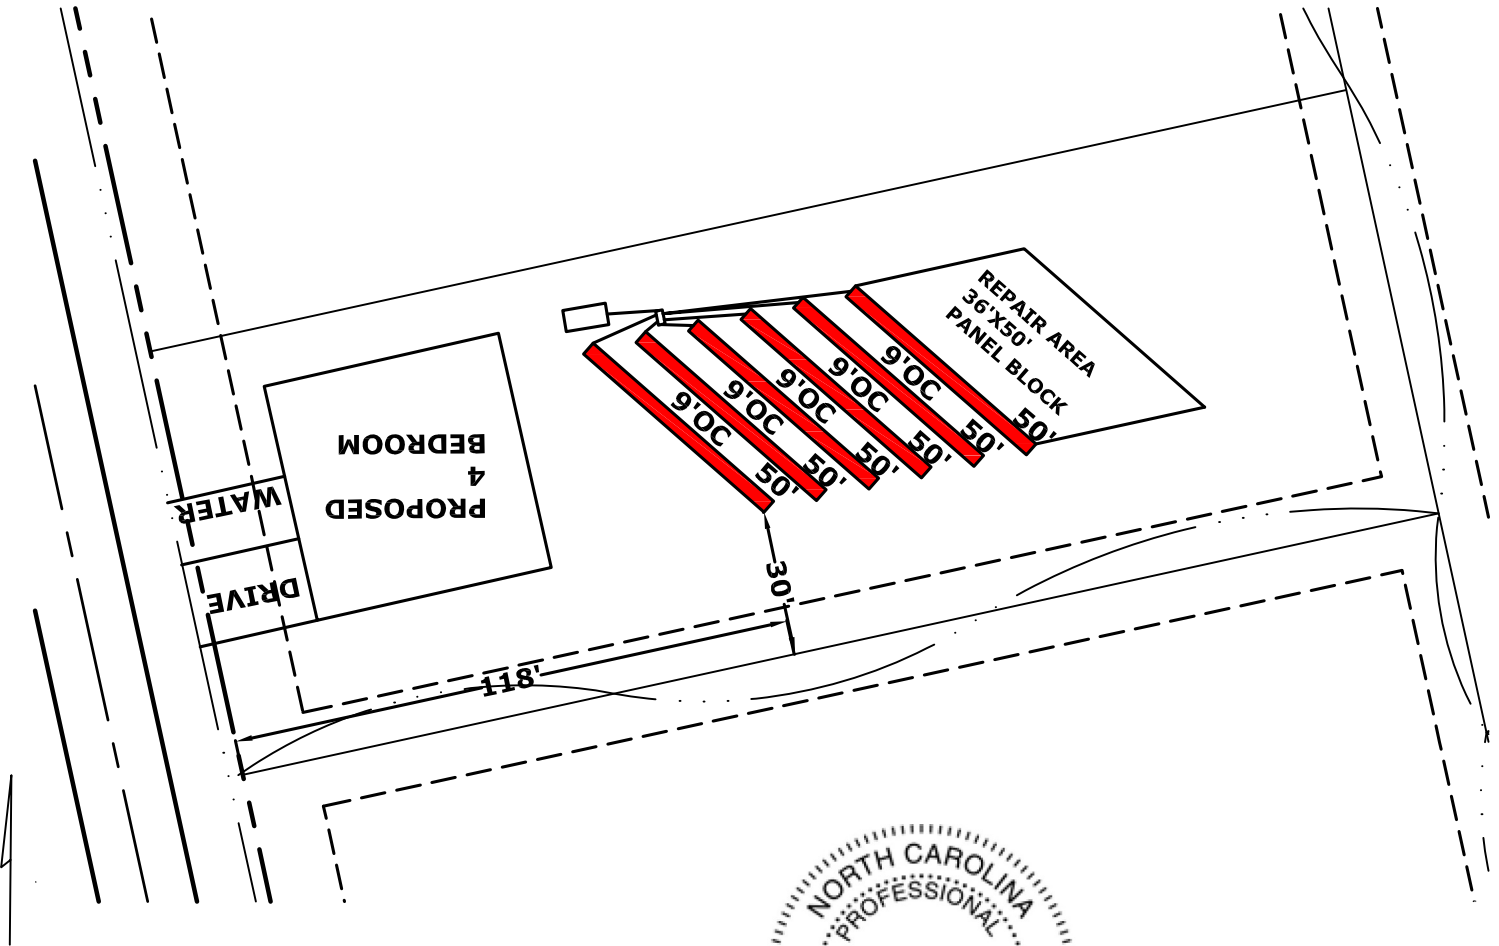 REPAIR AREA
36'X50'
PANEL BLOCK
9'OC
9'OC
9'OC
9'OC
9'OC
50'
50'
50'
50'
50'
50'
PROPOSED
4
BEDROOM
WATER
DRIVE
30'
118'
NORTH CAROLINA
PROFESSIONAL